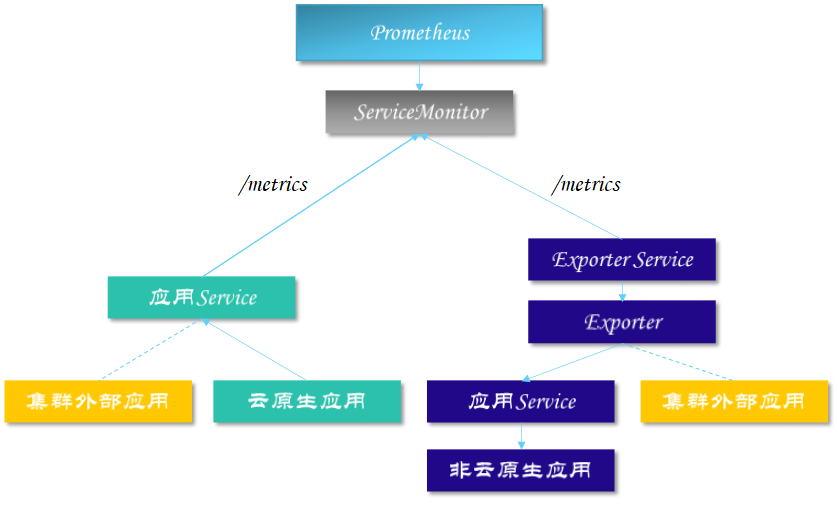 Prometheus
ServiceMonitor
/metrics
/metrics
Exporter Service
应用Service
Exporter
集群外部应用
云原生应用
应用Service
集群外部应用
非云原生应用